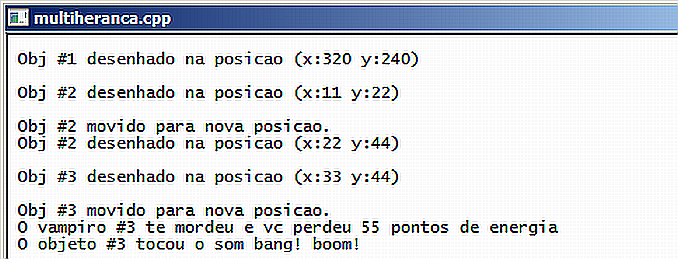 multiheranca.cpp
Obj #1 desenhado na posicao (x:320 y:240)
Obj #2 desenhado na posicao (x:11 y:22)
Obj #2 movido para nova posicao.
Obj #2 desenhado na posicao (x:22 y:44)
Obj #3 desenhado na posicao (x:33 y:44)
Obj #3 movido para nova posicao.
O vampiro #3 te mordeu e vc perdeu 55 pontos de energia
O objeto #3 tocou o som bang! boom!